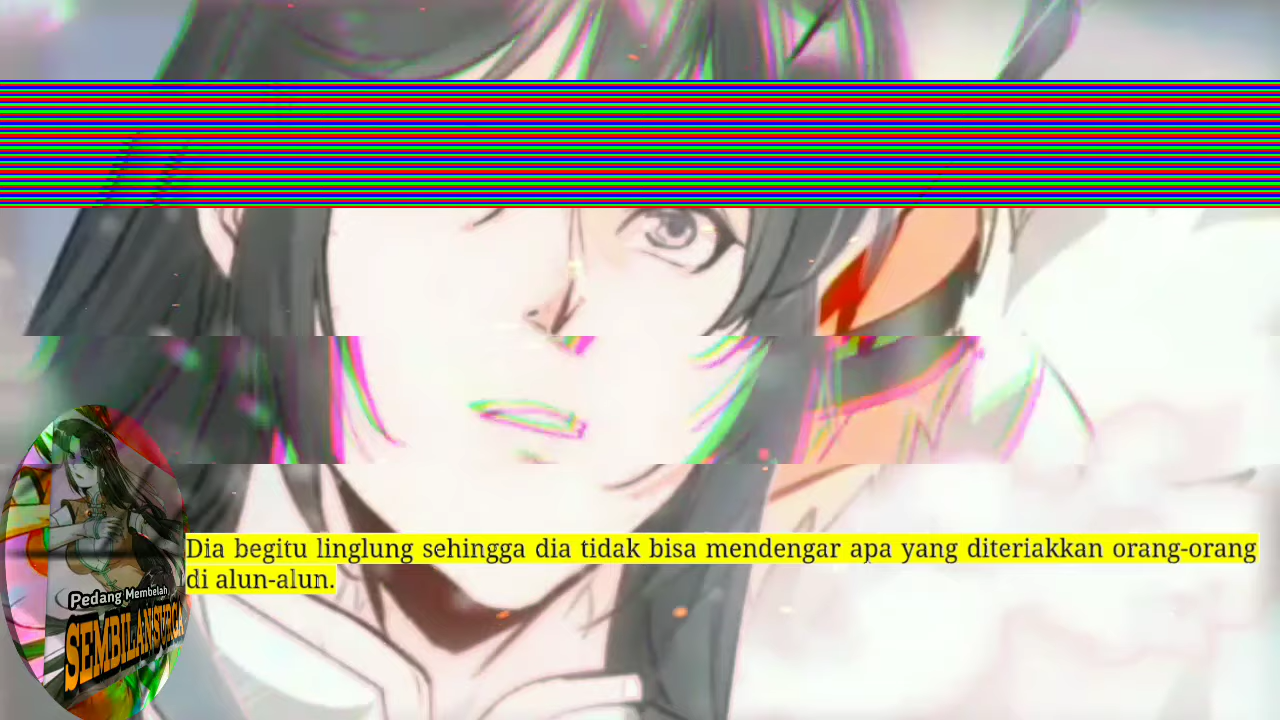 Dia begitu linglung sehingga dia tidak bisa mendengar apa yang diteriakkan orang-orang
di alun-alun.
Pedang Membelah
SEMBILAN SURGA